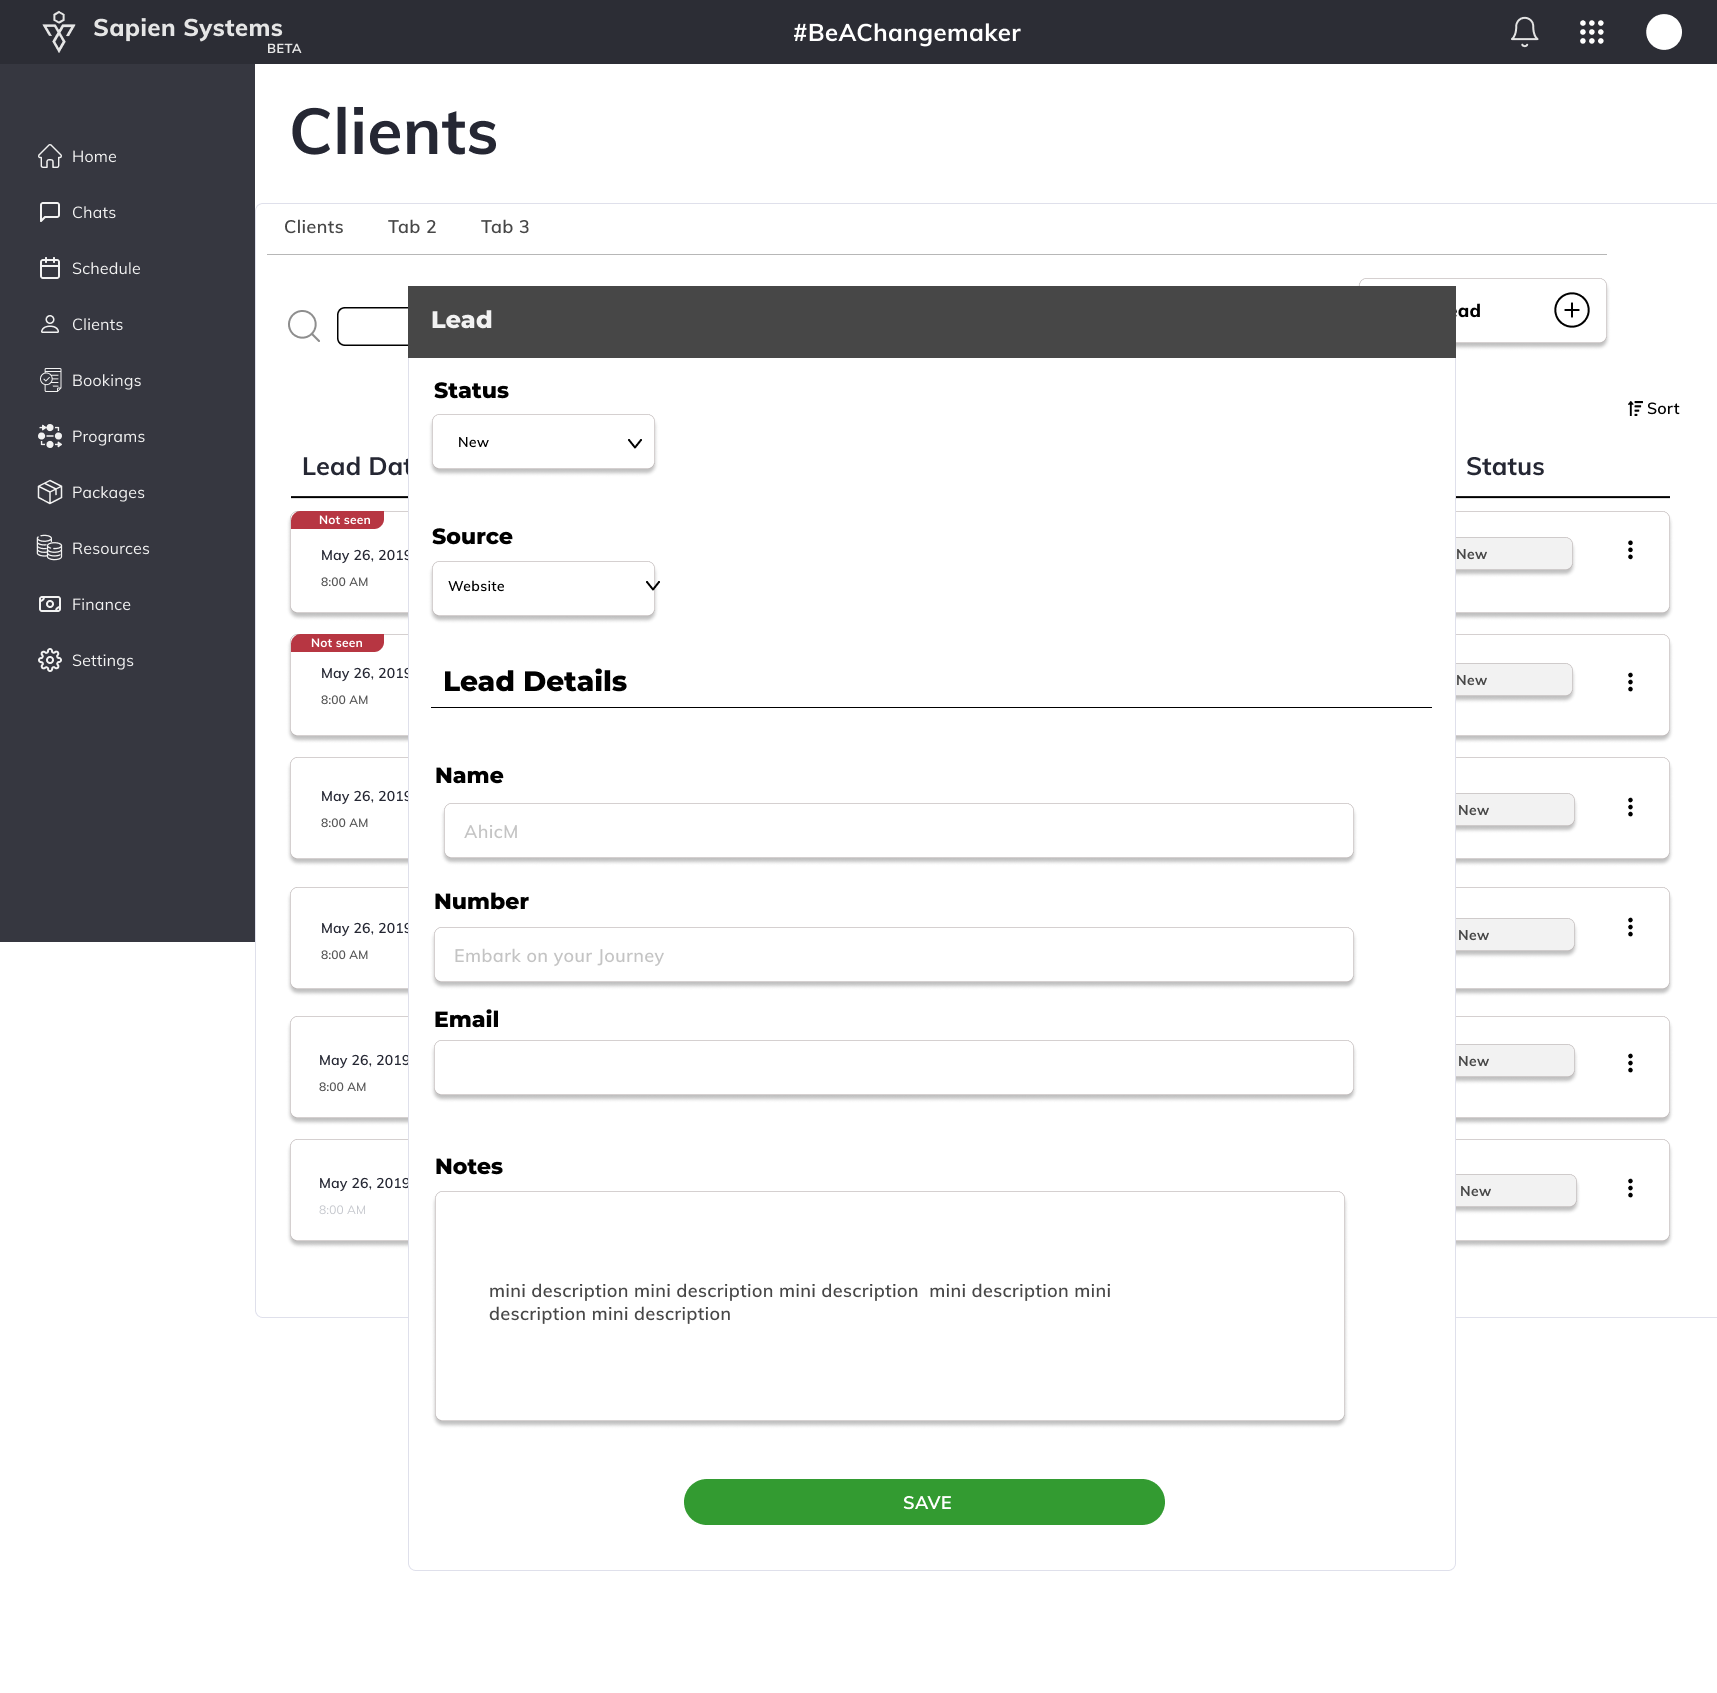 Sapien Systems
BETA
#BeAChangemaker
Home
Chats
Schedule
Clients
Bookings
Programs
Packages
Resources
Finance
Settings
Clients
Clients Tab 2 Tab 3
ead
Sort
Lead Dat
Status
Not seen
May 26, 2019
8:00 AM
New
Not seen
May 26, 2019
8:00 AM
New
May 26, 2019
8:00 AM
New
May 26, 2019
8:00 AM
New
May 26, 2019
8:00 AM
New
May 26, 2019
8:00 AM
New
Lead
Status
New
Source
Website
Lead Details
Name
AhicM
Number
Embark on your Journey
Email
Notes
mini description mini description mini description  mini description mini
description mini description
SAVE